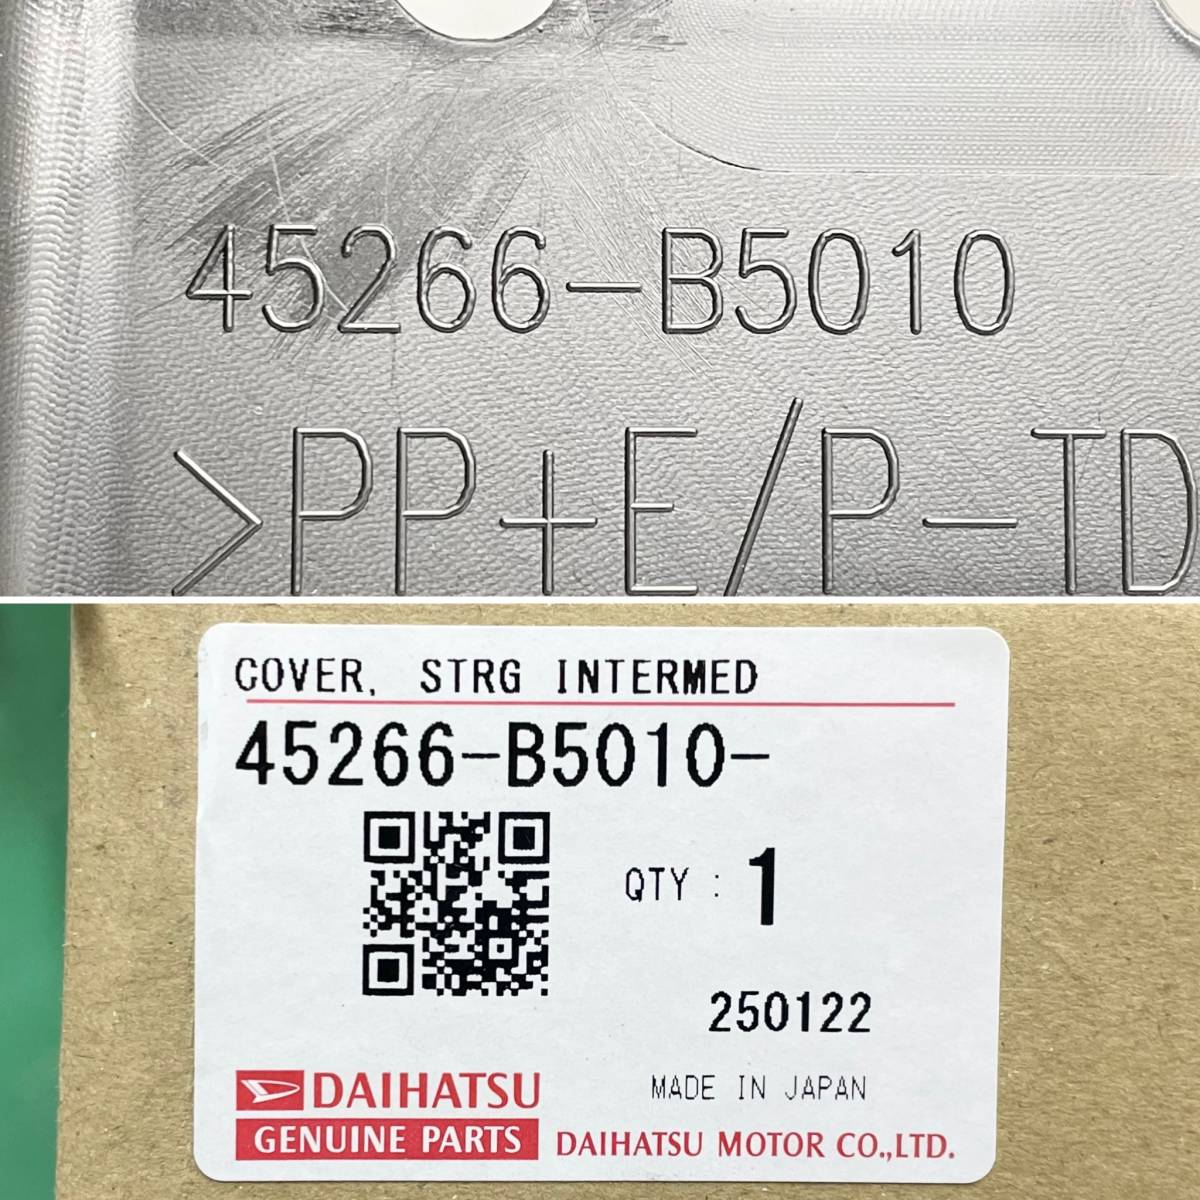 45266-B5010
>PP+E/P-TD
COVER, STRG INTERMED
45266-B5010-
QTY : 1
250122
DAIHATSU
MADE IN JAPAN
GENUINE PARTS
DAIHATSU MOTOR CO.,LTD.